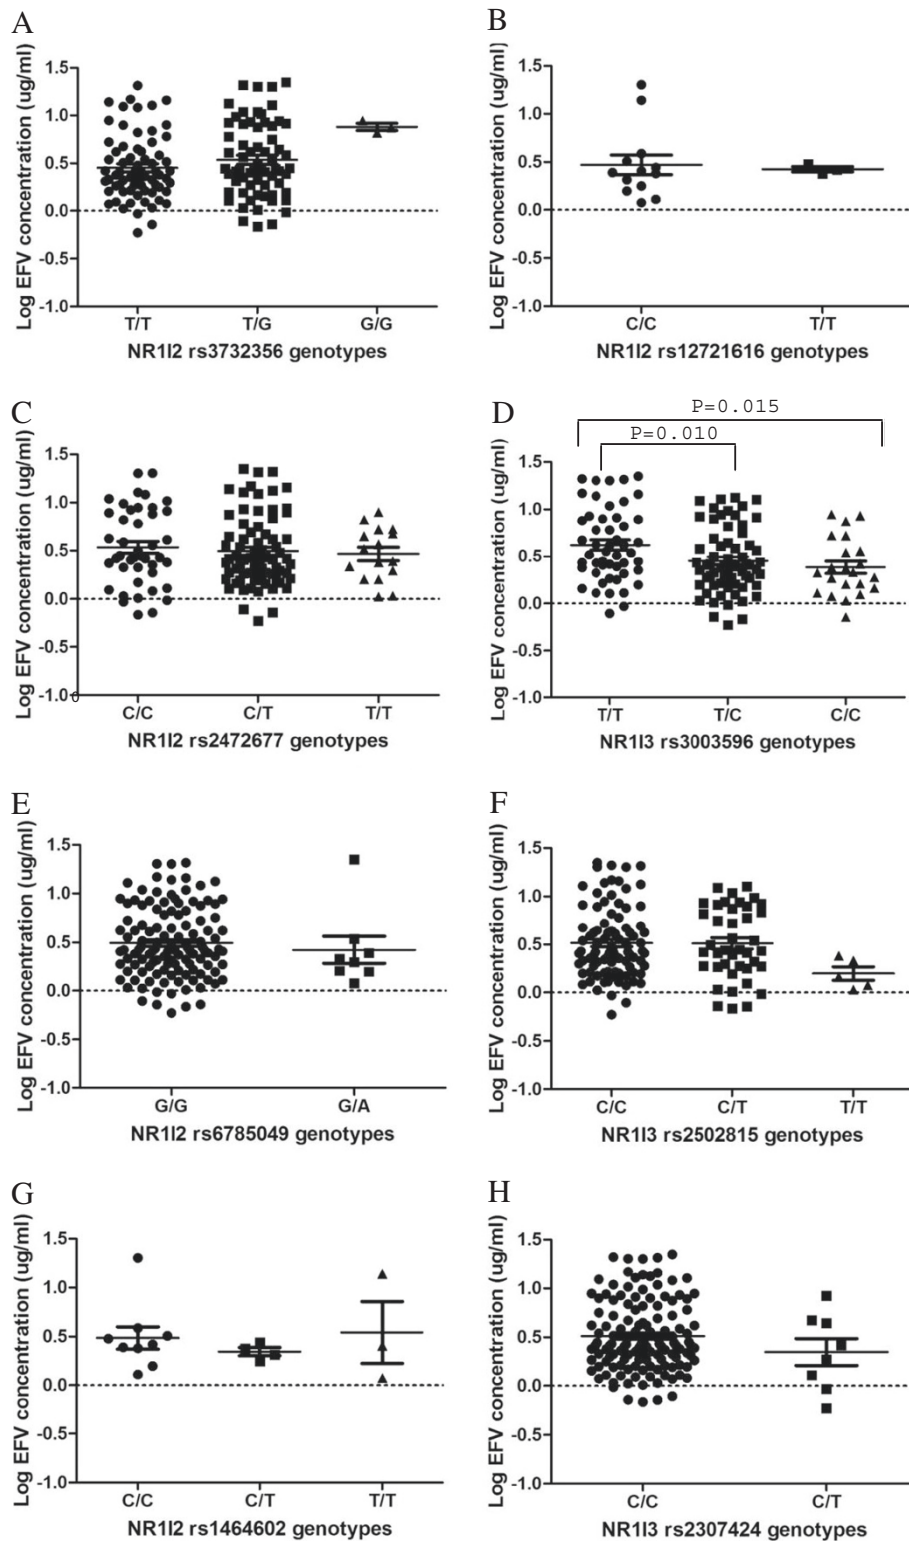 A
Log EFV concentration (ug/ml)
1.5
1.0
0.5
0.0
-0.5
-1.0
T/T T/G G/G
NR1I2 rs3732356 genotypes
B
Log EFV concentration (ug/ml)
1.5
1.0
0.5
0.0
-0.5
-1.0
C/C T/T
NR1I2 rs12721616 genotypes
C
Log EFV concentration (ug/ml)
1.5
1.0
0.5
0.0
-0.5
-1.0
0
C/C C/T T/T
NR1I2 rs2472677 genotypes
D
P=0.015
P=0.010
Log EFV concentration (ug/ml)
1.5
1.0
0.5
0.0
-0.5
-1.0
T/T T/C C/C
NR1I3 rs3003596 genotypes
E
Log EFV concentration (ug/ml)
1.5
1.0
0.5
0.0
-0.5
-1.0
G/G G/A
NR1I2 rs6785049 genotypes
F
Log EFV concentration (ug/ml)
1.5
1.0
0.5
0.0
-0.5
-1.0
C/C C/T T/T
NR1I3 rs2502815 genotypes
G
Log EFV concentration (ug/ml)
1.5
1.0
0.5
0.0
-0.5
-1.0
C/C C/T T/T
NR1I2 rs1464602 genotypes
H
Log EFV concentration (ug/ml)
1.5
1.0
0.5
0.0
-0.5
-1.0
C/C C/T
NR1I3 rs2307424 genotypes